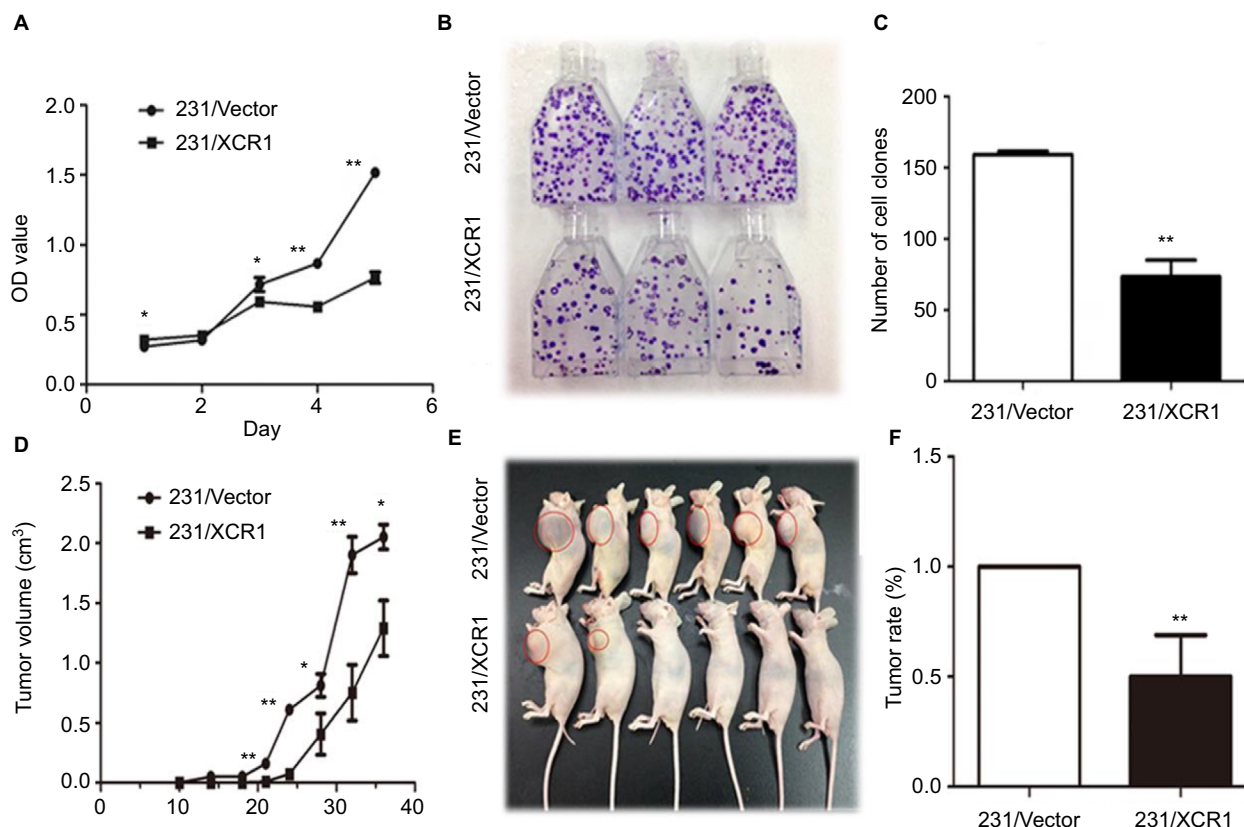 A
2.0
1.5
1.0
0.5
0.0
OD value
231/Vector
231/XCR1
*
*
**
**
0
2
4
6
Day
B
231/Vector
231/XCR1
C
200
150
100
50
0
Number of cell clones
**
231/Vector
231/XCR1
D
2.5
2.0
1.5
1.0
0.5
0.0
Tumor volume (cm³)
231/Vector
231/XCR1
**
**
*
**
*
0
10
20
30
40
E
231/Vector
231/XCR1
F
1.5
1.0
0.5
0.0
Tumor rate (%)
**
231/Vector
231/XCR1